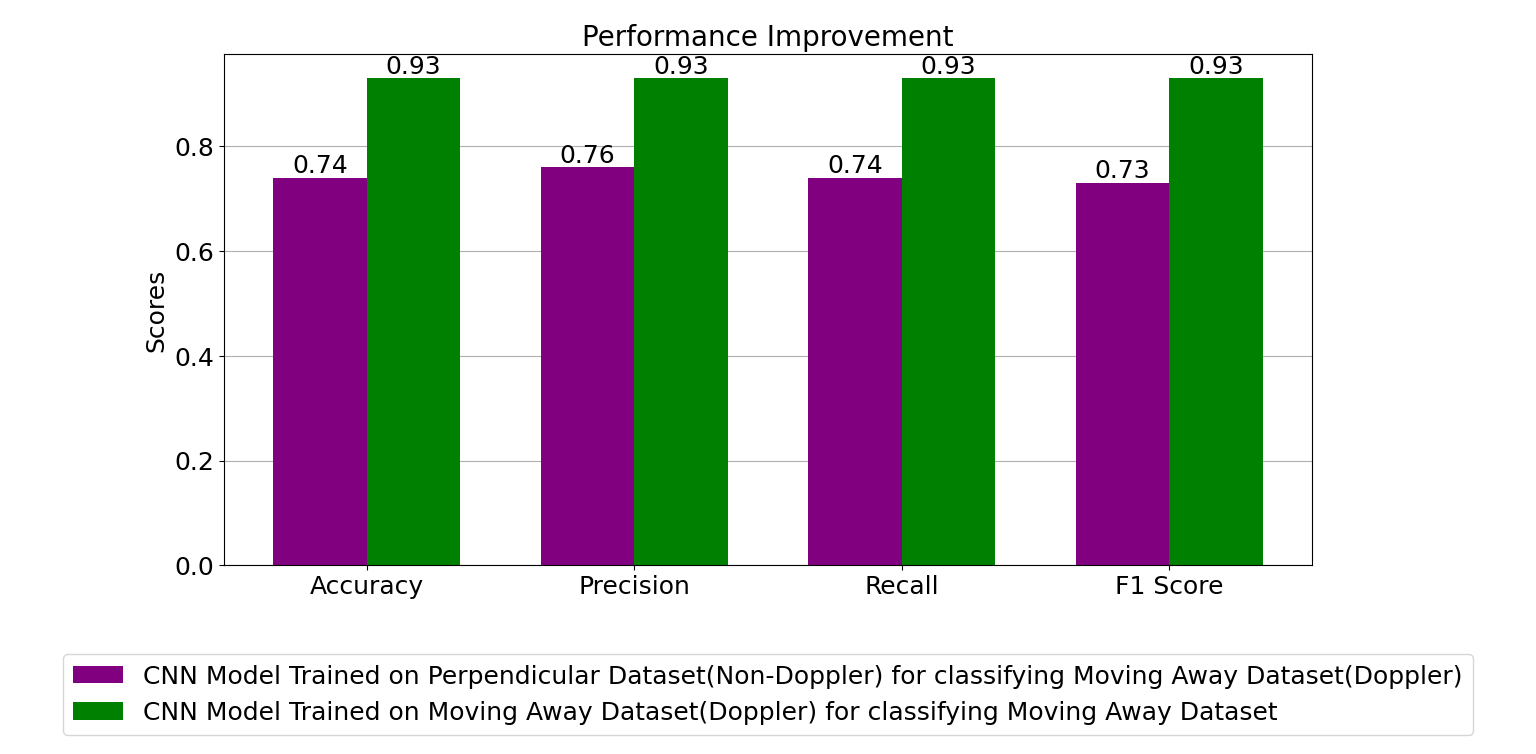 Performance Improvement
0.93 0.93 0.93 0.93
0.8
0.74 0.76 0.74 0.73
0.6
Scores
0.4
0.2
0.0
Accuracy Precision Recall F1 Score
CNN Model Trained on Perpendicular Dataset(Non-Doppler) for classifying Moving Away Dataset(Doppler)
CNN Model Trained on Moving Away Dataset(Doppler) for classifying Moving Away Dataset